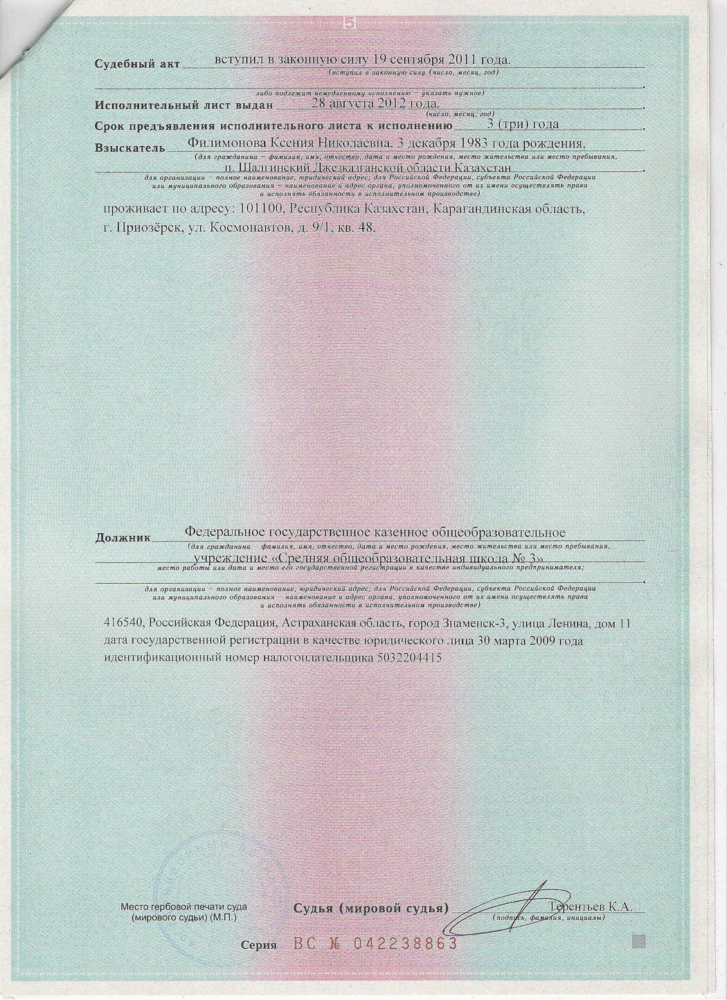 5
Судебный акт вступил в законную силу 19 сентября 2011 года.
(вступил в законную силу (число, месяц, год)
либо подлежит немедленному исполнению – указать нужное)
Исполнительный лист выдан 28 августа 2012 года.
(число, месяц, год)
Срок предъявления исполнительного листа к исполнению 3 (три) года
Взыскатель Филимонова Ксения Николаевна, 3 декабря 1983 года рождения,
(для гражданина – фамилия, имя, отчество, дата и место рождения, место жительства или место пребывания,
п. Шалгинский Джезказганской области Казахстан
для организации – полное наименование, юридический адрес; для Российской Федерации, субъекта Российской Федерации
или муниципального образования – наименование и адрес органа, уполномоченного от их имени осуществлять права
и исполнять обязанности в исполнительном производстве)
проживает по адресу: 101100, Республика Казахстан, Карагандинская область,
г. Приозёрск, ул. Космонавтов, д. 9/1, кв. 48.
Должник Федеральное государственное казенное общеобразовательное
(для гражданина – фамилия, имя, отчество, дата и место рождения, место жительства или место пребывания,
учреждение «Средняя общеобразовательная школа № 3»
место работы или дата и место его государственной регистрации в качестве индивидуального предпринимателя;
для организации – полное наименование, юридический адрес; для Российской Федерации, субъекта Российской Федерации
или муниципального образования – наименование и адрес органа, уполномоченного от их имени осуществлять права
и исполнять обязанности в исполнительном производстве)
416540, Российская Федерация, Астраханская область, город Знаменск-3, улица Ленина, дом 11
дата государственной регистрации в качестве юридического лица 30 марта 2009 года
идентификационный номер налогоплательщика 5032204415
Место гербовой печати суда
(мирового судьи) (М.П.)
Судья (мировой судья) Терентьев К.А.
(подпись, фамилия, инициалы)
Серия ВС № 042238863